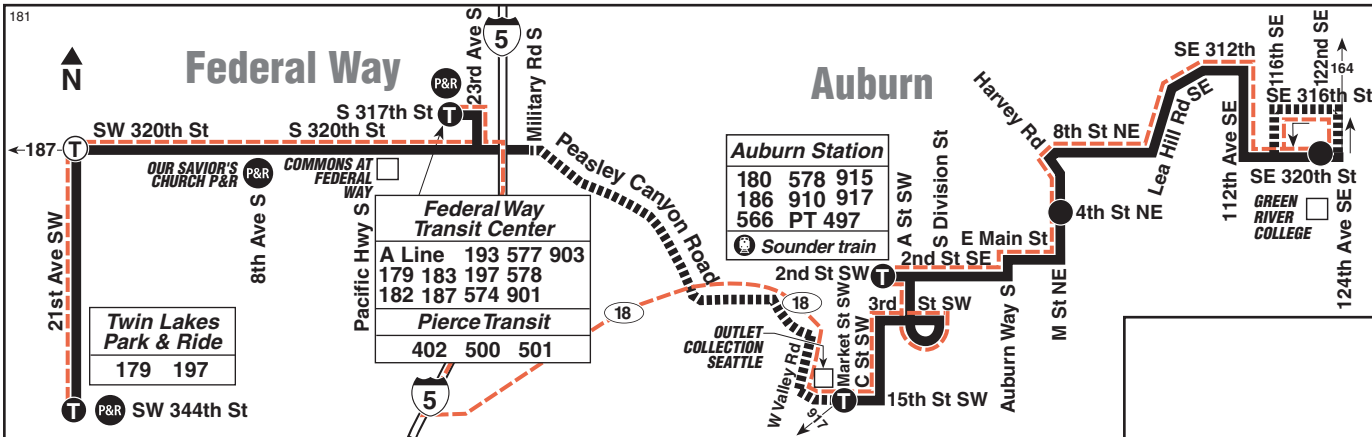 181
N
Federal Way
Auburn
P&R
23rd Ave S
5
Military Rd S
S 317th St
T
187
T
SW 320th St
S 320th St
OUR SAVIOR'S
CHURCH P&R
P&R
8th Ave S
COMMONS AT
FEDERAL
WAY
Pacific Hwy S
21st Ave SW
Twin Lakes
Park & Ride
179 197
T
P&R
SW 344th St
Federal Way
Transit Center
A Line 193 577 903
179 183 197 578
182 187 574 901
Pierce Transit
402 500 501
5
18
Peasley Canyon Road
18
OUTLET
COLLECTION
SEATTLE
W Valley Rd
Market St SW
C St SW
917
T
15th St SW
Auburn Station
180 578 915
186 910 917
566 PT 497
Sounder train
2nd St SW
T
A St SW
S Division St
2nd St SE
E Main St
3rd St SW
Auburn Way S
M St NE
4th St NE
Harvey Rd
8th St NE
Lea Hill Rd SE
SE 312th
112th Ave SE
116th SE
122nd SE
164
SE 316th St
SE 320th St
GREEN
RIVER
COLLEGE
124th Ave SE